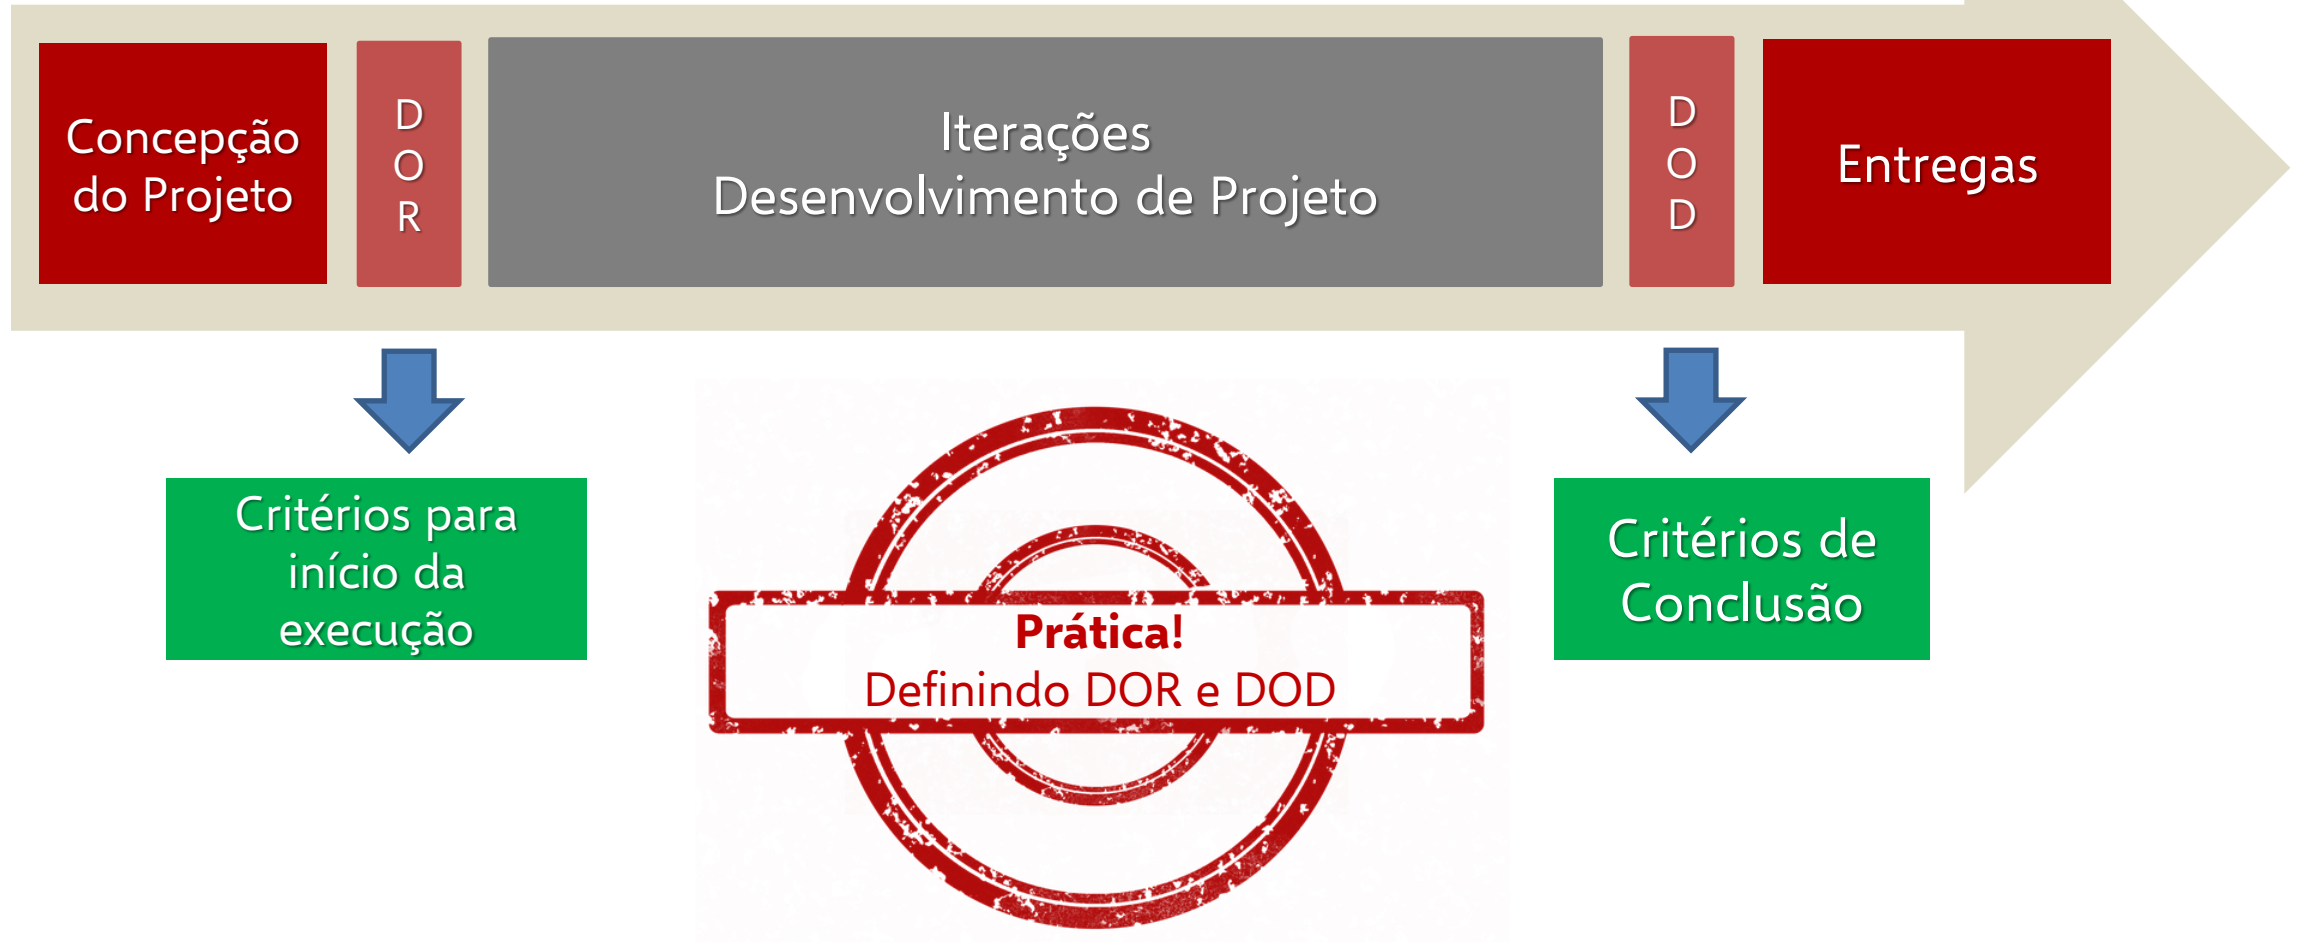 Concepção
do Projeto
D
O
R
Iterações
Desenvolvimento de Projeto
D
O
D
Entregas
Critérios para
início da
execução
Prática!
Definindo DOR e DOD
Critérios de
Conclusão